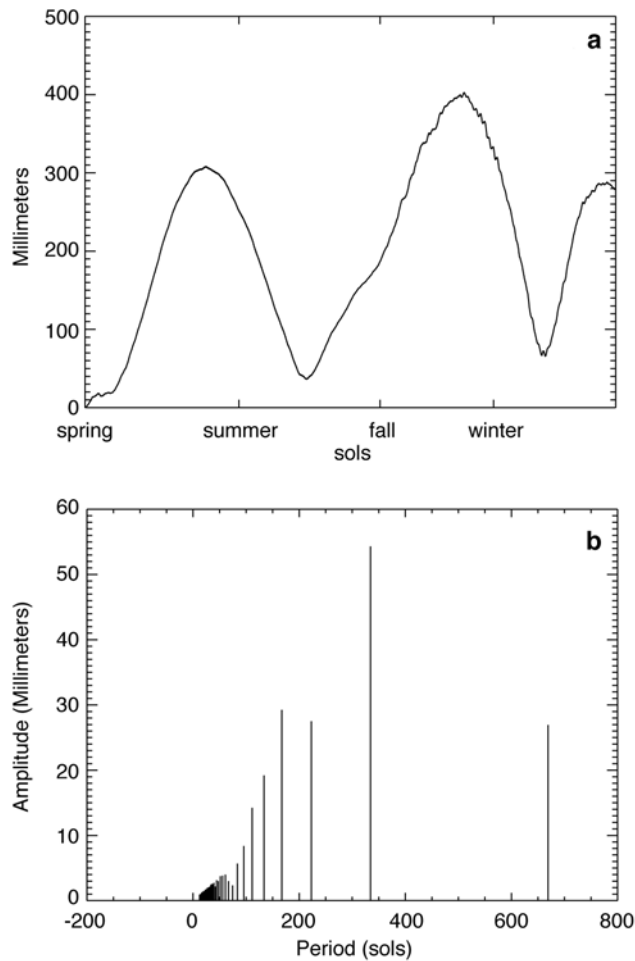 a
500
400
300
200
100
0
Millimeters
spring summer fall winter
sols
b
60
50
40
30
20
10
0
Amplitude (Millimeters)
-200 0 200 400 600 800
Period (sols)